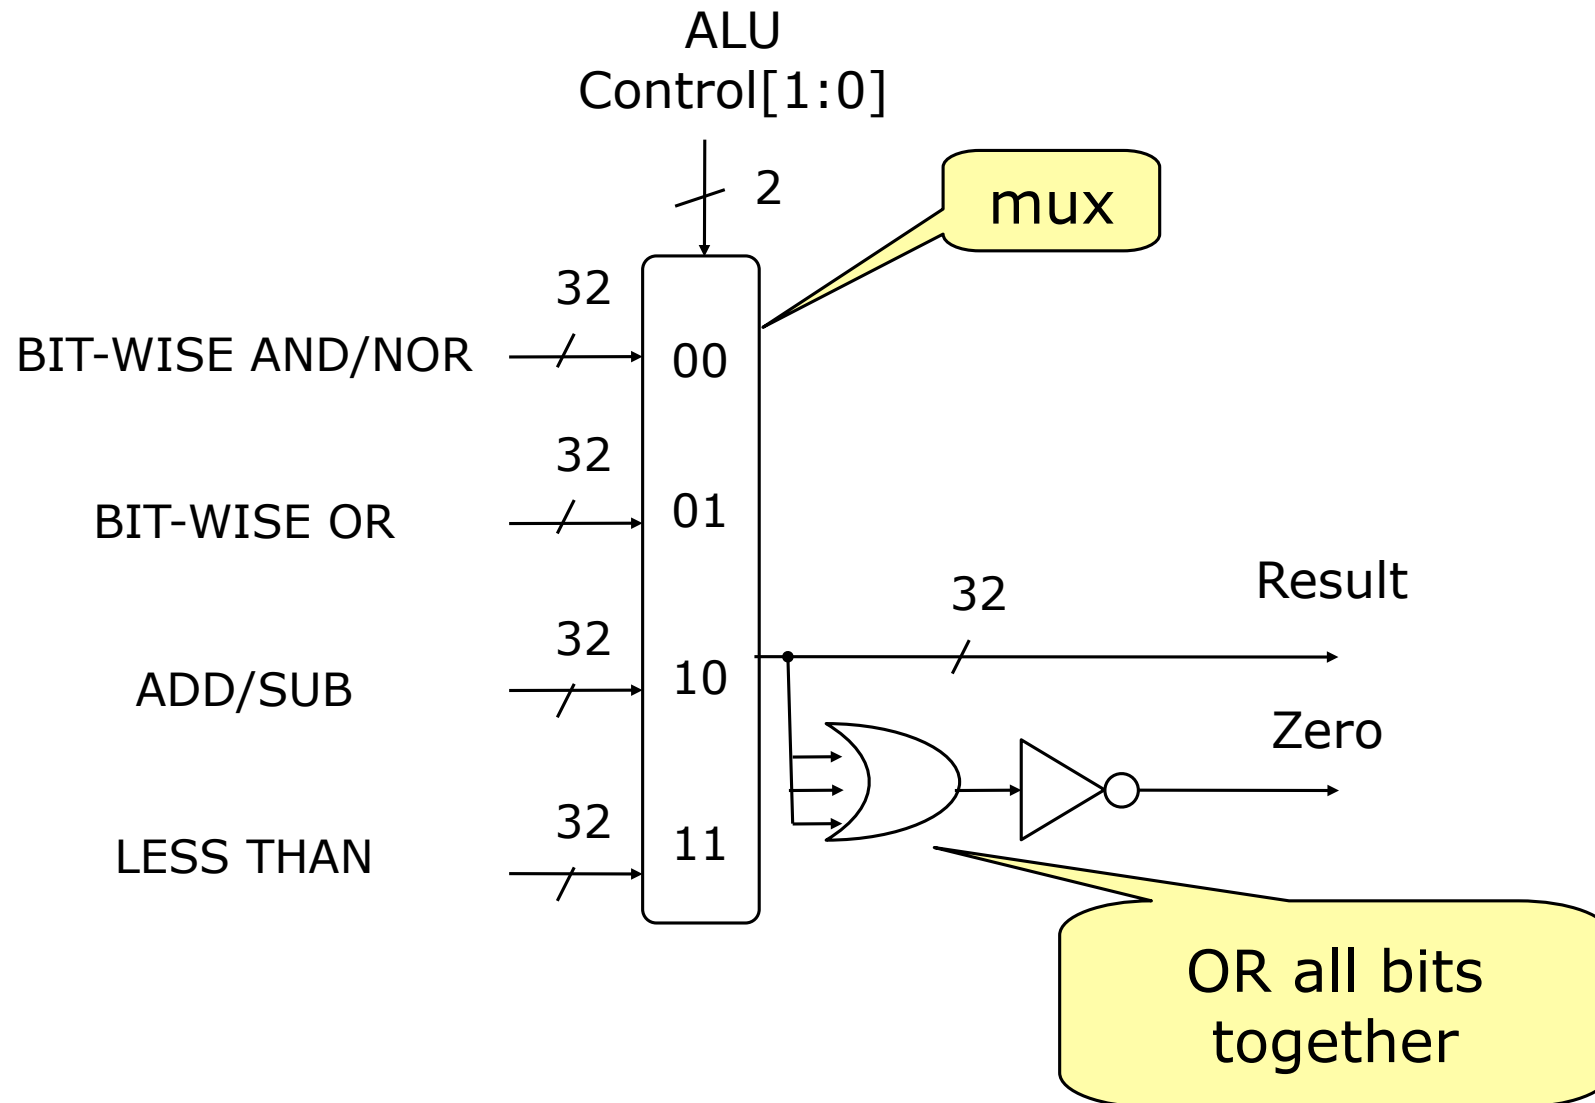 ALU
Control[1:0]
2
mux
32
BIT-WISE AND/NOR
00
32
BIT-WISE OR
01
32
Result
32
ADD/SUB
10
Zero
32
LESS THAN
11
OR all bits
together